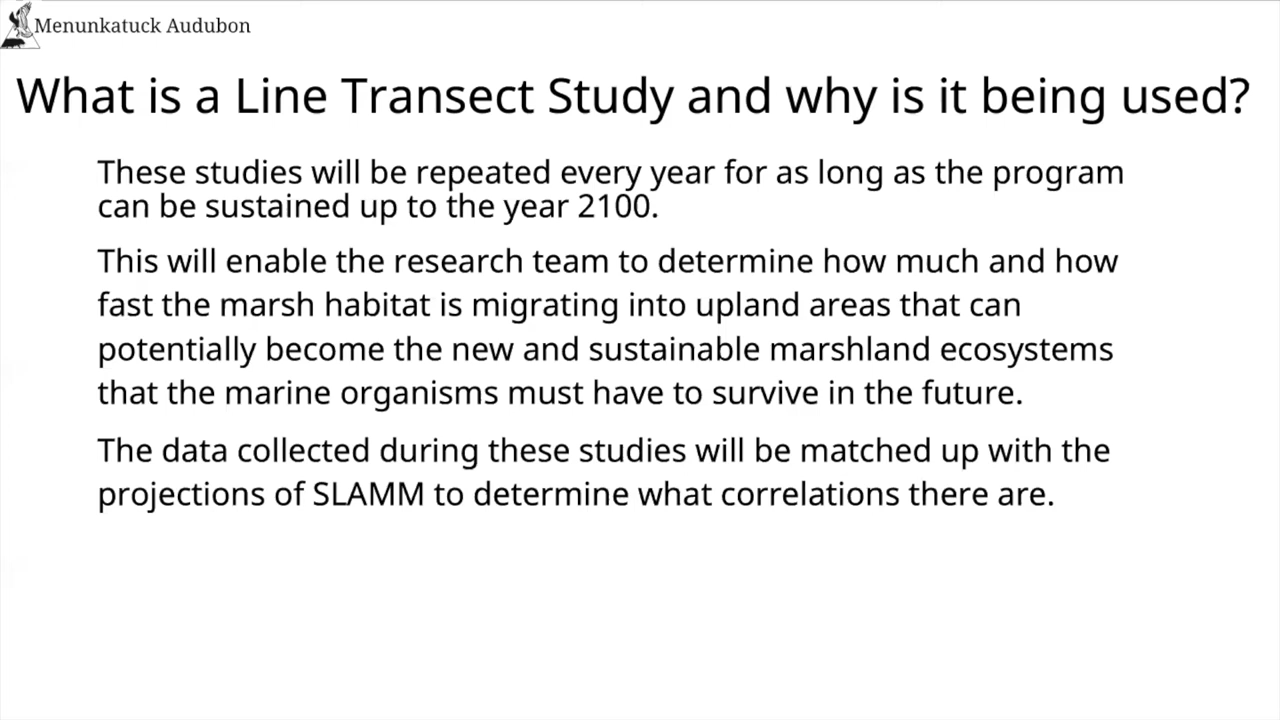 Menunkatuck Audubon
What is a Line Transect Study and why is it being used?
These studies will be repeated every year for as long as the program
can be sustained up to the year 2100.
This will enable the research team to determine how much and how
fast the marsh habitat is migrating into upland areas that can
potentially become the new and sustainable marshland ecosystems
that the marine organisms must have to survive in the future.
The data collected during these studies will be matched up with the
projections of SLAMM to determine what correlations there are.